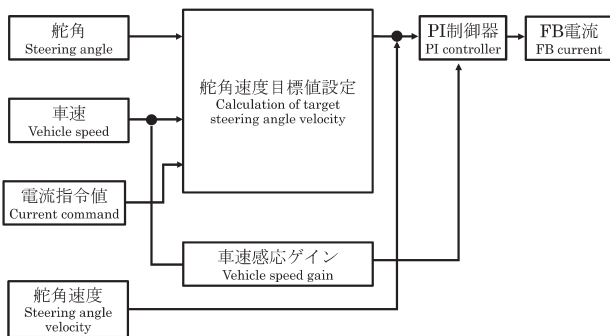 舵角
Steering angle
車速
Vehicle speed
電流指令値
Current command
舵角速度
Steering angle
velocity
舵角速度目標値設定
Calculation of target
steering angle velocity
車速感応ゲイン
Vehicle speed gain
PI制御器
PI controller
FB電流
FB current